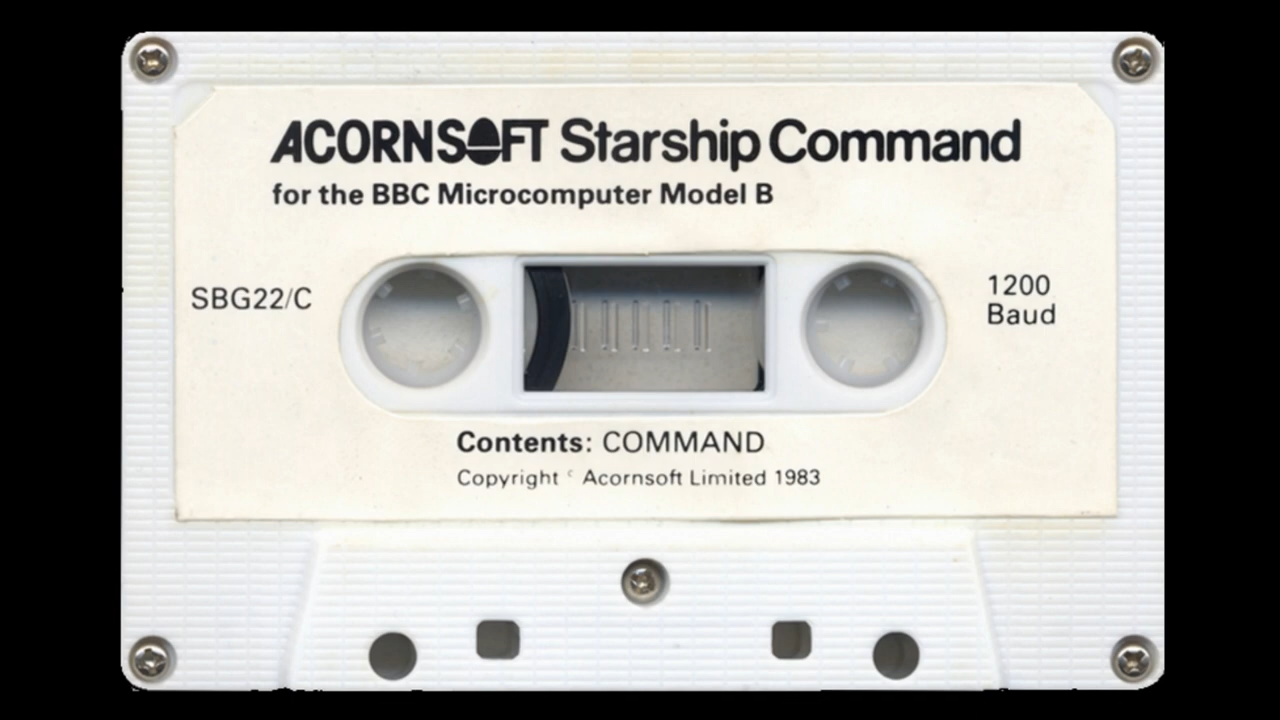 ACORNSOFT Starship Command
for the BBC Microcomputer Model B
SBG22/C
1200
Baud
Contents: COMMAND
Copyright © Acornsoft Limited 1983